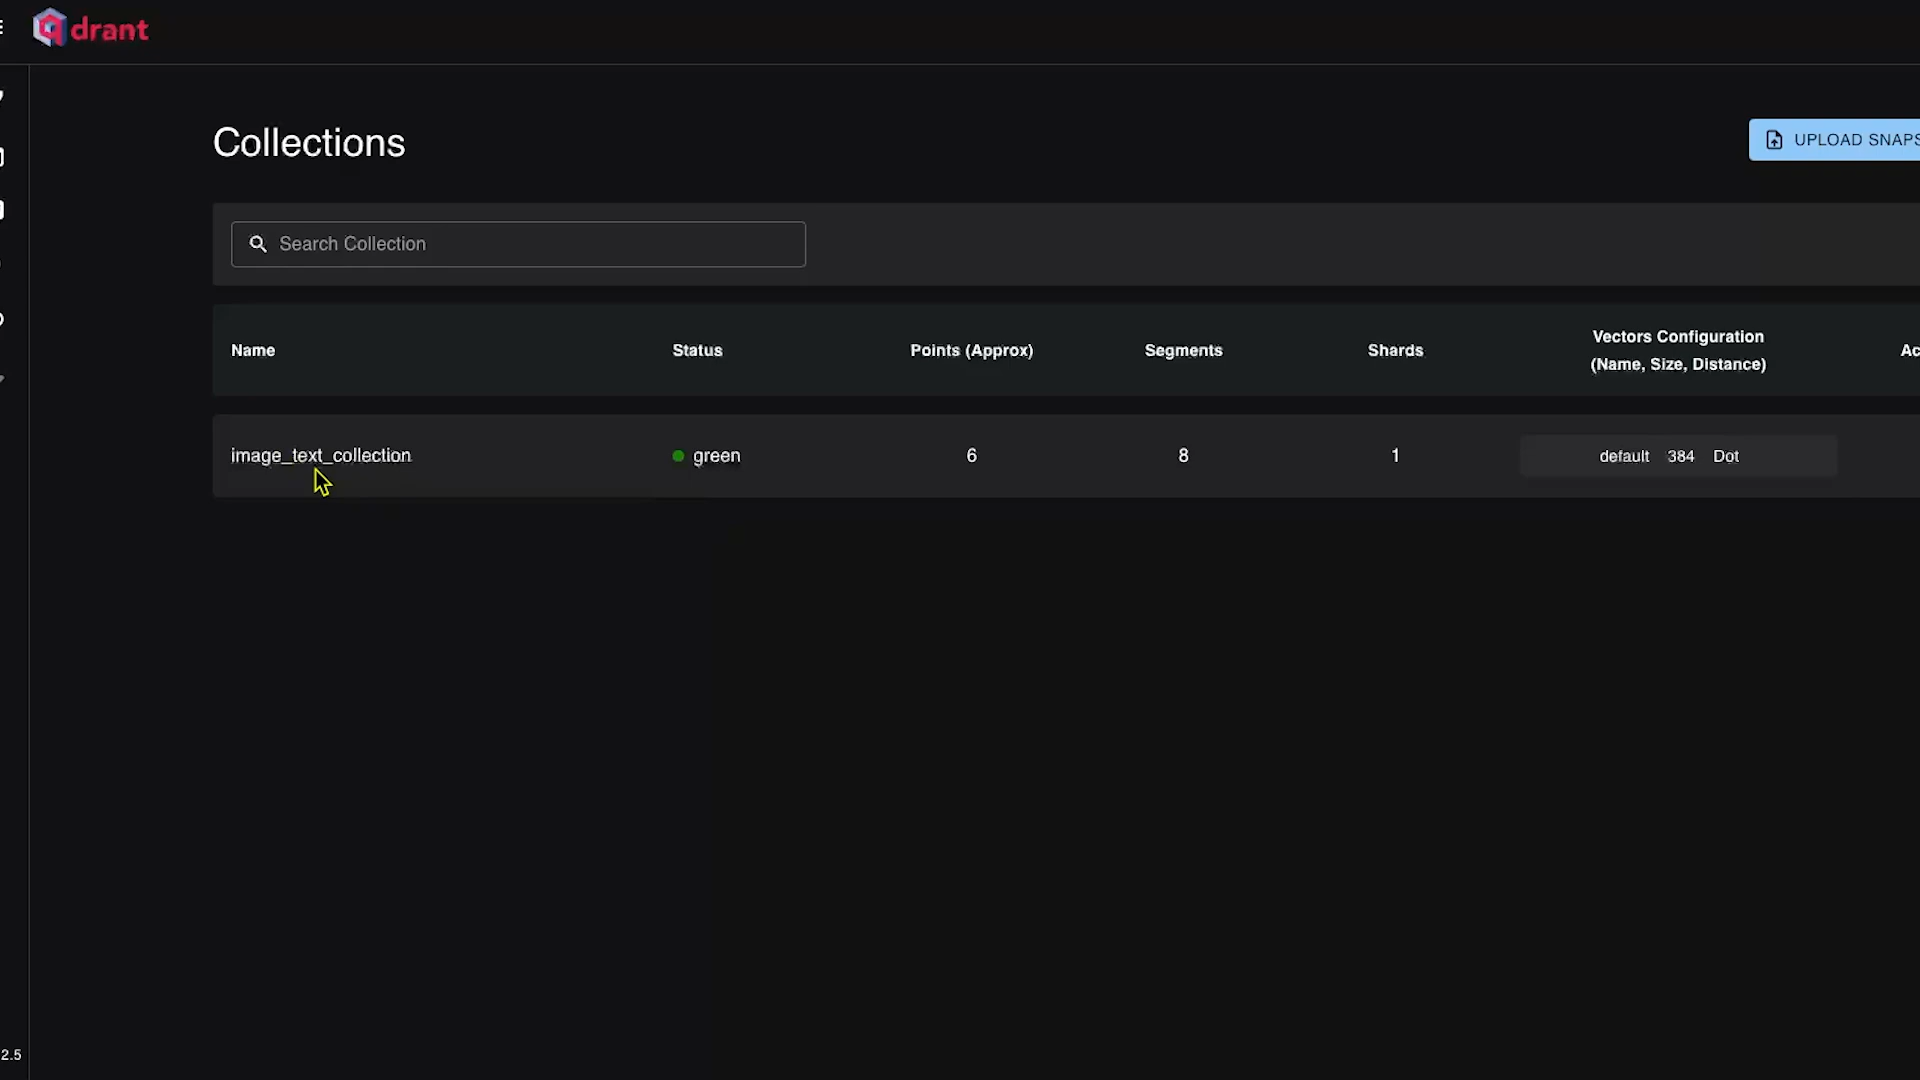 qdrant
Collections
UPLOAD SNAPS
Search Collection
Name Status Points (Approx) Segments Shards Vectors Configuration (Name, Size, Distance) Ac
image_text_collection green 6 8 1 default 384 Dot
2.5